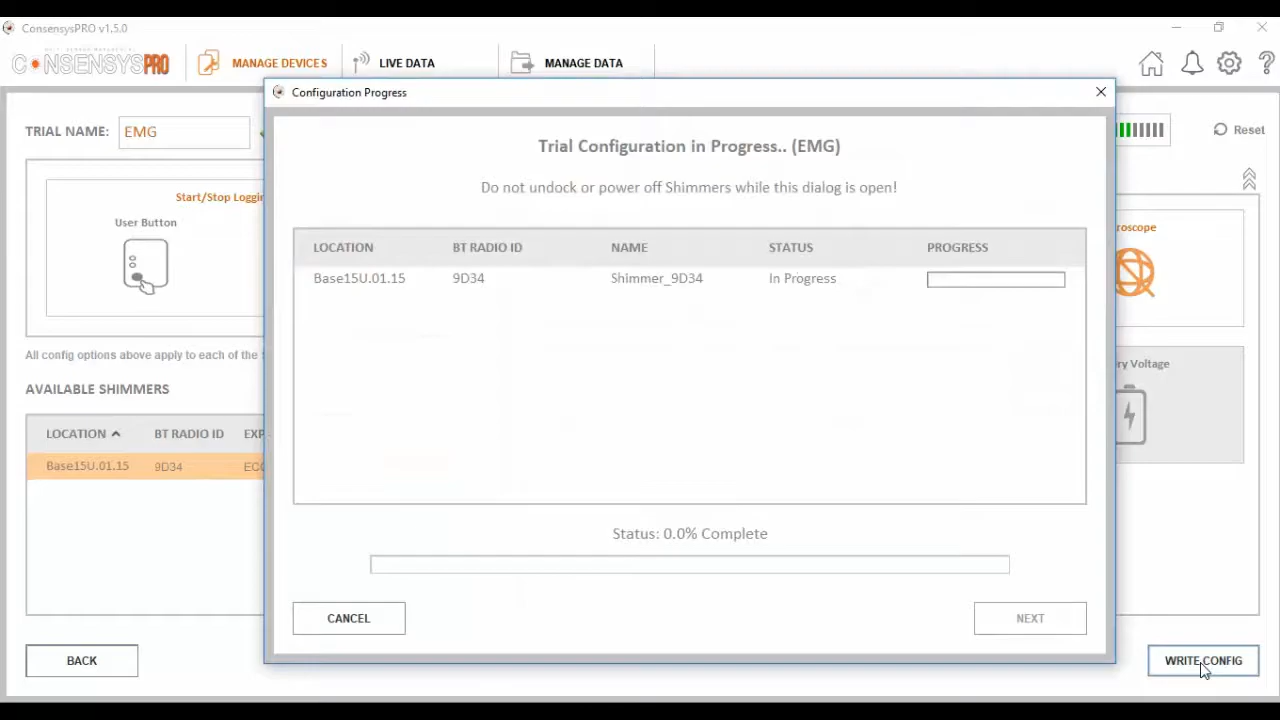 ConsensysPRO v1.5.0
CONSENSYSPRO
MANAGE DEVICES
LIVE DATA
MANAGE DATA
Configuration Progress
TRIAL NAME: EMG
Reset
Trial Configuration in Progress.. (EMG)
Do not undock or power off Shimmers while this dialog is open!
Start/Stop Loggin
User Button
roscope
LOCATION BT RADIO ID NAME STATUS PROGRESS
Base15U.01.15 9D34 Shimmer_9D34 In Progress
All config options above apply to each of the
ry Voltage
AVAILABLE SHIMMERS
LOCATION BT RADIO ID EXP
Base15U.01.15 9D34 ECG
Status: 0.0% Complete
CANCEL
NEXT
BACK
WRITE CONFIG